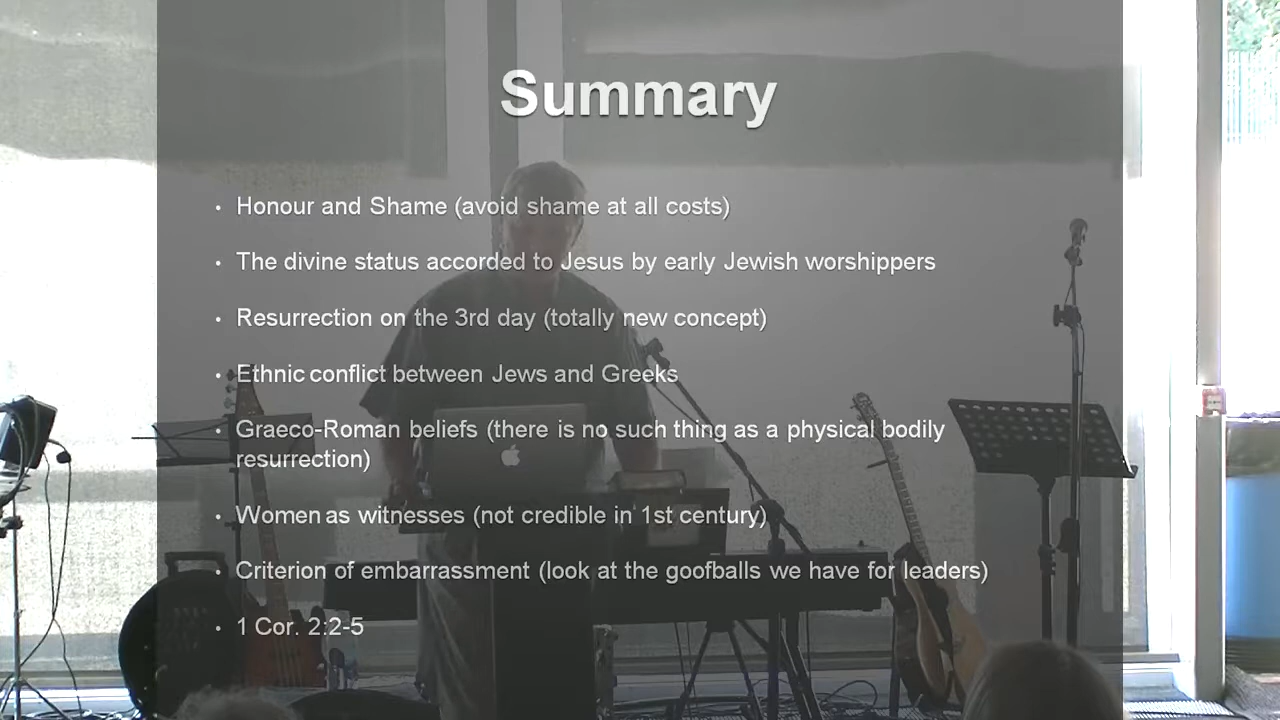 Summary
• Honour and Shame (avoid shame at all costs)
• The divine status accorded to Jesus by early Jewish worshippers
• Resurrection on the 3rd day (totally new concept)
• Ethnic conflict between Jews and Greeks
• Graeco-Roman beliefs (there is no such thing as a physical bodily
resurrection)
• Women as witnesses (not credible in 1st century)
• Criterion of embarrassment (look at the goofballs we have for leaders)
• 1 Cor. 2:2-5